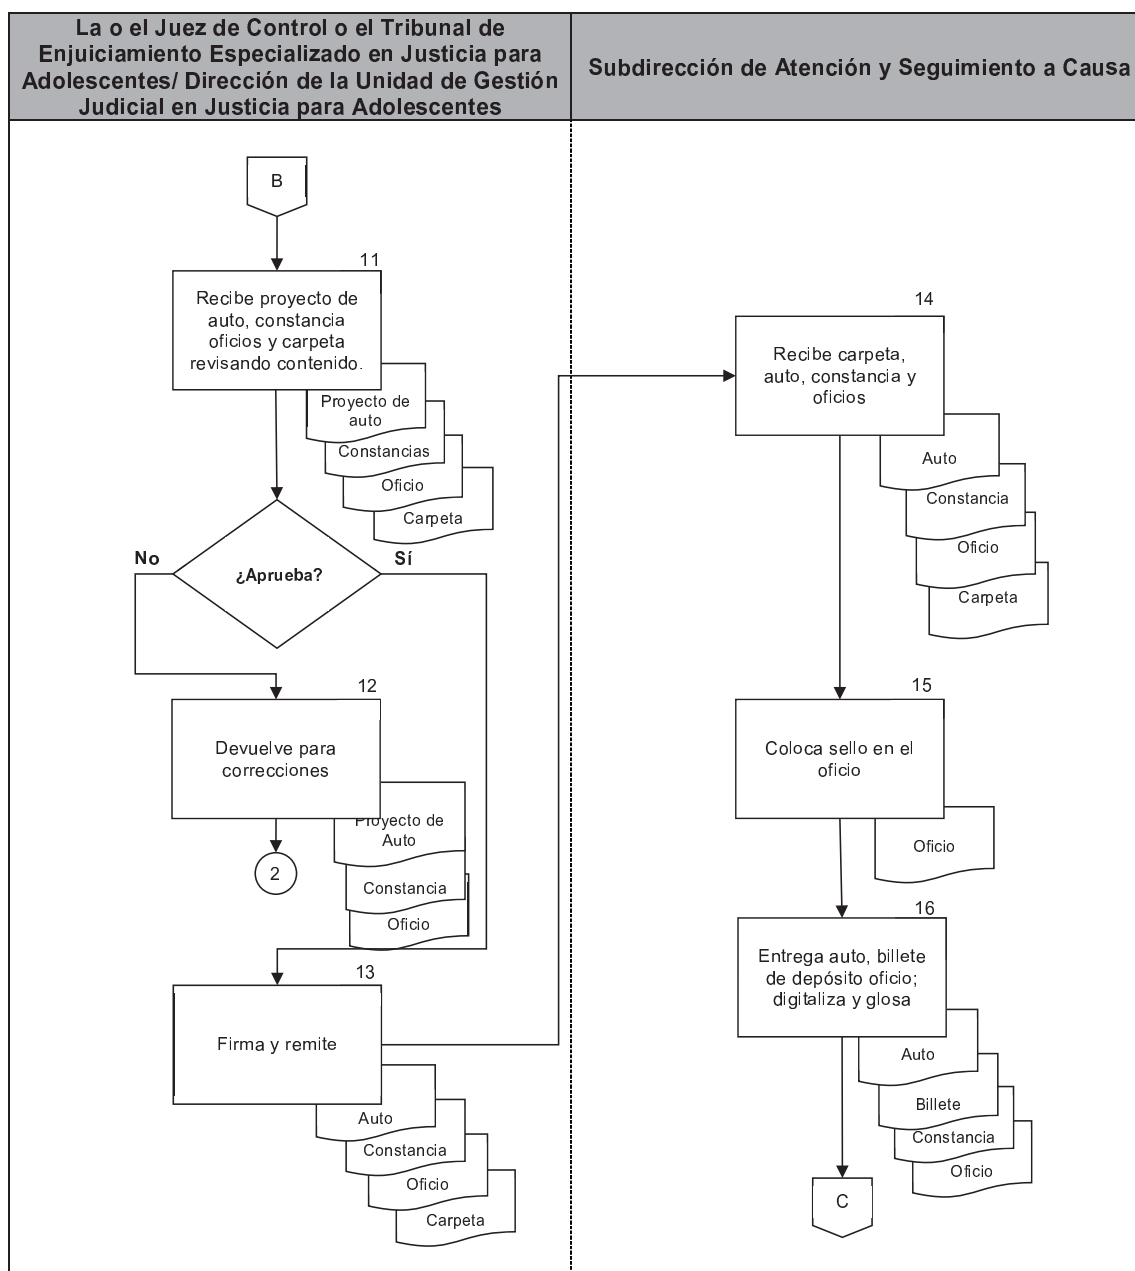 La o el Juez de Control o el Tribunal de
Enjuiciamiento Especializado en Justicia para
Adolescentes/ Dirección de la Unidad de Gestión
Judicial en Justicia para Adolescentes
Subdirección de Atención y Seguimiento a Causa
B
11
Recibe proyecto de
auto, constancia
oficios y carpeta
revisando contenido.
Proyecto de
auto
Constancias
Oficio
Carpeta
¿Aprueba?
No
Sí
12
Devuelve para
correcciones
Proyecto de
Auto
Constancia
Oficio
2
13
Firma y remite
Auto
Constancia
Oficio
Carpeta
14
Recibe carpeta,
auto, constancia y
oficios
Auto
Constancia
Oficio
Carpeta
15
Coloca sello en el
oficio
Oficio
16
Entrega auto, billete
de depósito oficio;
digitaliza y glosa
Auto
Billete
Constancia
Oficio
C